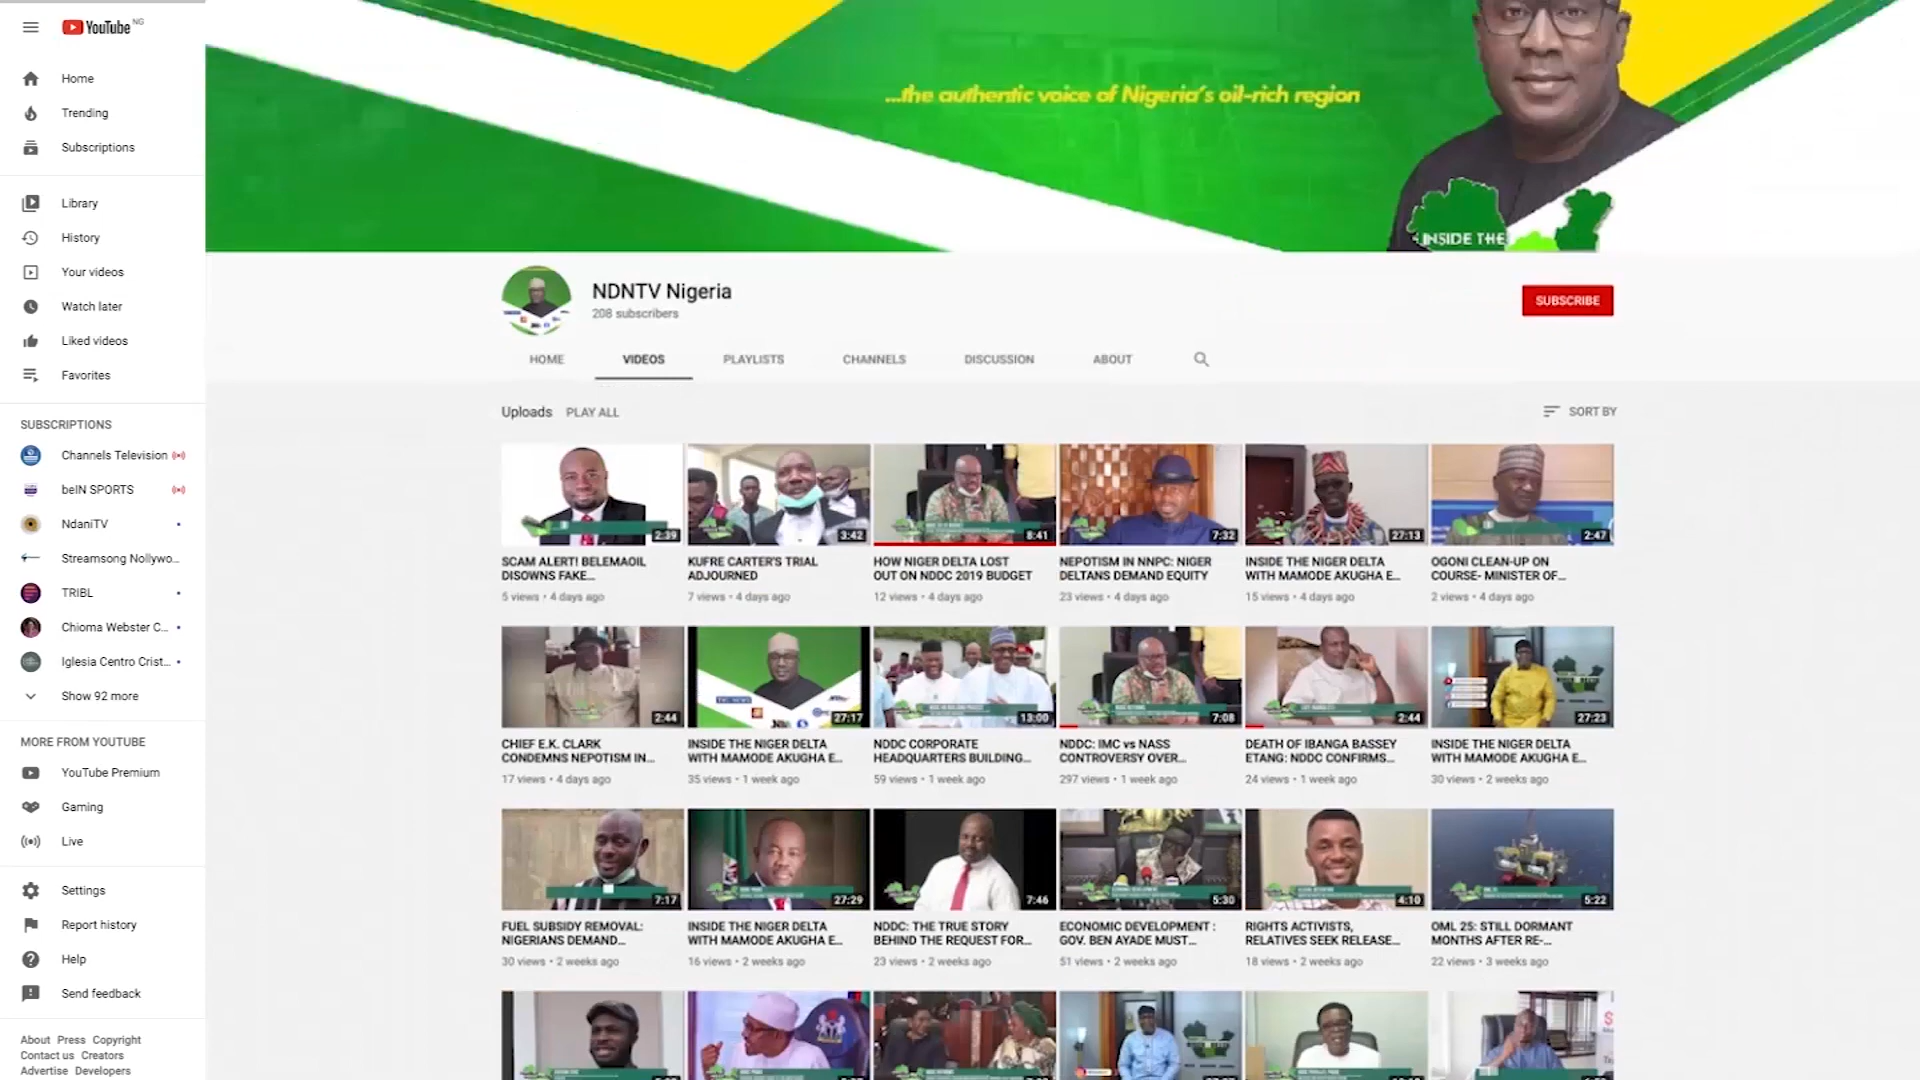 YouTube NG
Home
Trending
Subscriptions
Library
History
Your videos
Watch later
Liked videos
Favorites
SUBSCRIPTIONS
Channels Television
beIN SPORTS
NdaniTV
Streamsong Nollywo...
TRIBL
Chioma Webster C...
Iglesia Centro Crist...
Show 92 more
MORE FROM YOUTUBE
YouTube Premium
Gaming
Live
Settings
Report history
Help
Send feedback
About Press Copyright
Contact us Creators
Advertise Developers
...the authentic voice of Nigeria's oil-rich region
INSIDE THE
NDNTV Nigeria
208 subscribers
SUBSCRIBE
HOME VIDEOS PLAYLISTS CHANNELS DISCUSSION ABOUT
Uploads PLAY ALL SORT BY
2:39 3:42 8:41 7:32 27:13 2:47
SCAM ALERT! BELEMAOIL
DISOWNS FAKE...
5 views • 4 days ago
KUFRE CARTER'S TRIAL
ADJOURNED
7 views • 4 days ago
HOW NIGER DELTA LOST
OUT ON NDDC 2019 BUDGET
12 views • 4 days ago
NEPOTISM IN NNPC: NIGER
DELTANS DEMAND EQUITY
23 views • 4 days ago
INSIDE THE NIGER DELTA
WITH MAMODE AKUGHA E...
15 views • 4 days ago
OGONI CLEAN-UP ON
COURSE- MINISTER OF...
2 views • 4 days ago
2:44 27:17 13:00 7:08 2:44 27:23
CHIEF E.K. CLARK
CONDEMNS NEPOTISM IN...
17 views • 4 days ago
INSIDE THE NIGER DELTA
WITH MAMODE AKUGHA E...
35 views • 1 week ago
NDDC CORPORATE
HEADQUARTERS BUILDING...
59 views • 1 week ago
NDDC: IMC vs NASS
CONTROVERSY OVER...
297 views • 1 week ago
DEATH OF IBANGA BASSEY
ETANG: NDDC CONFIRMS...
24 views • 1 week ago
INSIDE THE NIGER DELTA
WITH MAMODE AKUGHA E...
30 views • 2 weeks ago
7:17 27:29 7:46 5:30 4:10 5:22
FUEL SUBSIDY REMOVAL:
NIGERIANS DEMAND...
30 views • 2 weeks ago
INSIDE THE NIGER DELTA
WITH MAMODE AKUGHA E...
16 views • 2 weeks ago
NDDC: THE TRUE STORY
BEHIND THE REQUEST FOR...
23 views • 2 weeks ago
ECONOMIC DEVELOPMENT :
GOV. BEN AYADE MUST...
51 views • 2 weeks ago
RIGHTS ACTIVISTS,
RELATIVES SEEK RELEASE...
18 views • 2 weeks ago
OML 25: STILL DORMANT
MONTHS AFTER RE-...
22 views • 3 weeks ago